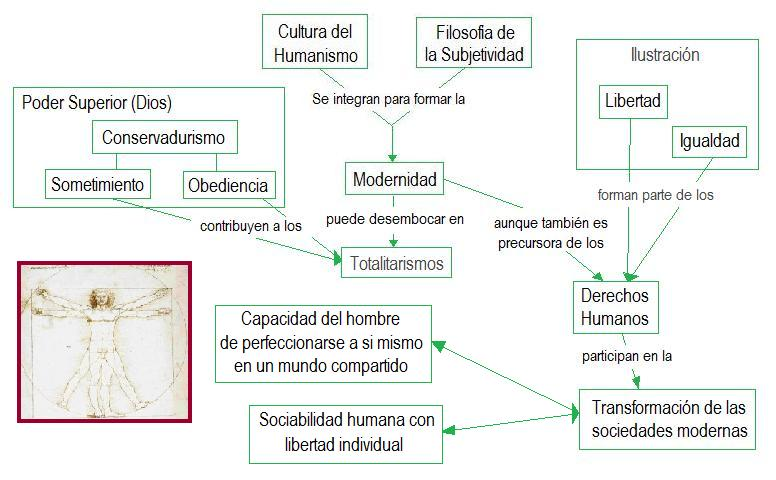 Cultura del
Humanismo
Filosofía de
la Subjetividad
Ilustración
Se integran para formar la
Poder Superior (Dios)
Libertad
Conservadurismo
Igualdad
Modernidad
Sometimiento
Obediencia
forman parte de los
puede desembocar en
aunque también es
precursora de los
contribuyen a los
Totalitarismos
Derechos
Humanos
Capacidad del hombre
de perfeccionarse a si mismo
en un mundo compartido
participan en la
Transformación de las
sociedades modernas
Sociabilidad humana con
libertad individual